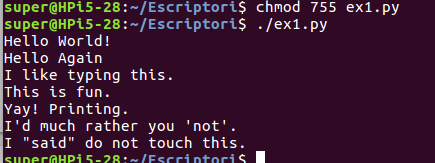 super@HPi5-28:~/Escriptori$ chmod 755 ex1.py
super@HPi5-28:~/Escriptori$ ./ex1.py
Hello World!
Hello Again
I like typing this.
This is fun.
Yay! Printing.
I'd much rather you 'not'.
I "said" do not touch this.
super@HPi5-28:~/Escriptori$